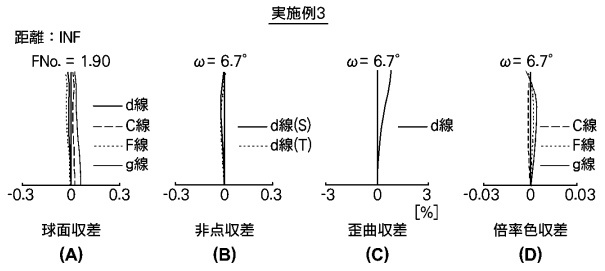 実施例3
距離：INF
FNo. = 1.90
ω= 6.7°
ω= 6.7°
ω= 6.7°
d線
C線
F線
g線
d線(S)
d線(T)
d線
C線
F線
g線
-0.3 0 0.3
-0.3 0 0.3
-3 0 3
[%]
-0.03 0 0.03
球面収差 非点収差 歪曲収差 倍率色収差
(A) (B) (C) (D)